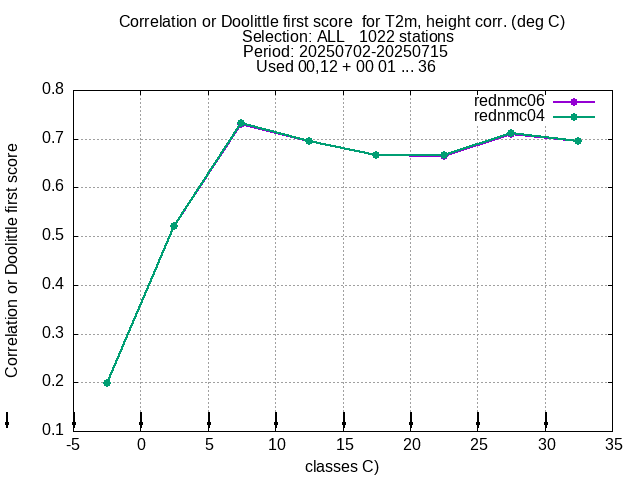 Correlation or Doolittle first score  for T2m, height corr. (deg C)
Selection: ALL   1022 stations
Period: 20250702-20250715
Used 00,12 + 00 01 ... 36
rednmc06
rednmc04
0.8
0.7
0.6
0.5
0.4
0.3
0.2
0.1
Correlation or Doolittle first score
-5 0 5 10 15 20 25 30 35
classes C)